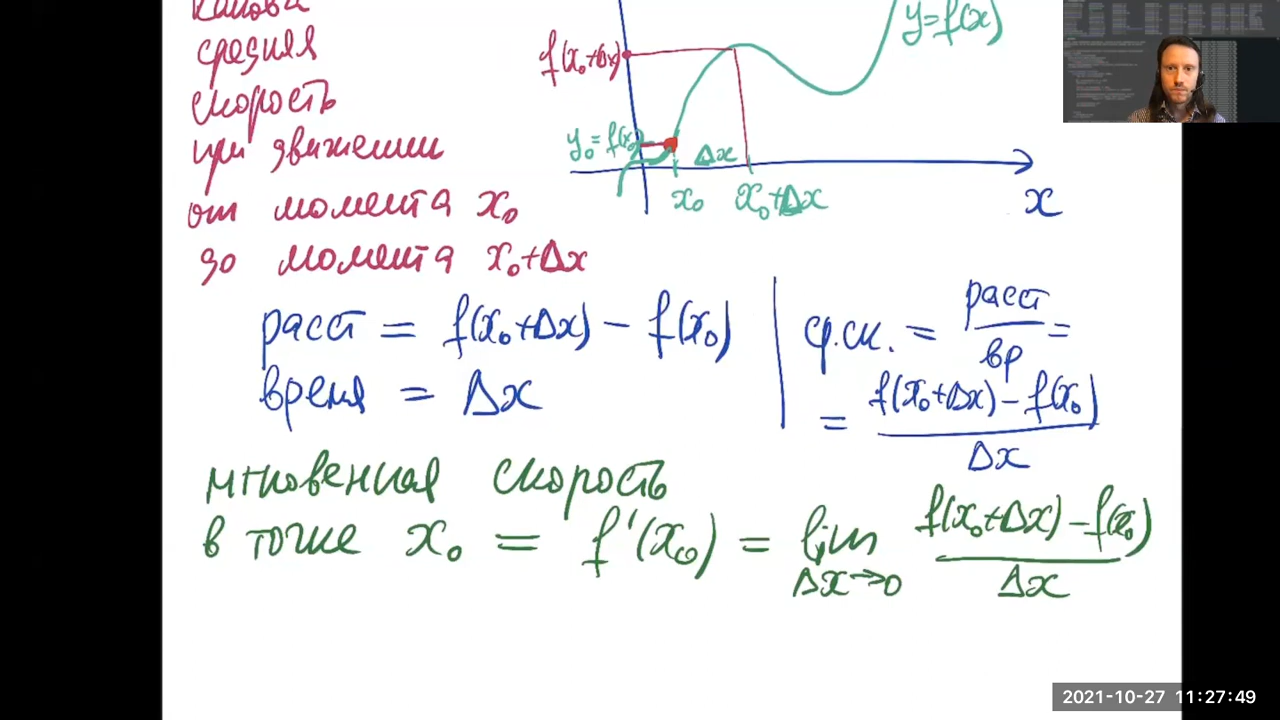 какова
средняя
скорость
при движении
от момента x₀
до момента x₀+Δx
f(x₀+Δx)
y₀=f(x₀)
y=f(x)
Δx
x₀ x₀+Δx
x
расст = f(x₀+Δx) − f(x₀)
время = Δx
ср.ск. = расст/вр =
= (f(x₀+Δx) − f(x₀))/Δx
мгновенная скорость
в точке x₀ = f'(x₀) = lim Δx→0 (f(x₀+Δx) − f(x₀))/Δx
2021-10-27 11:27:49